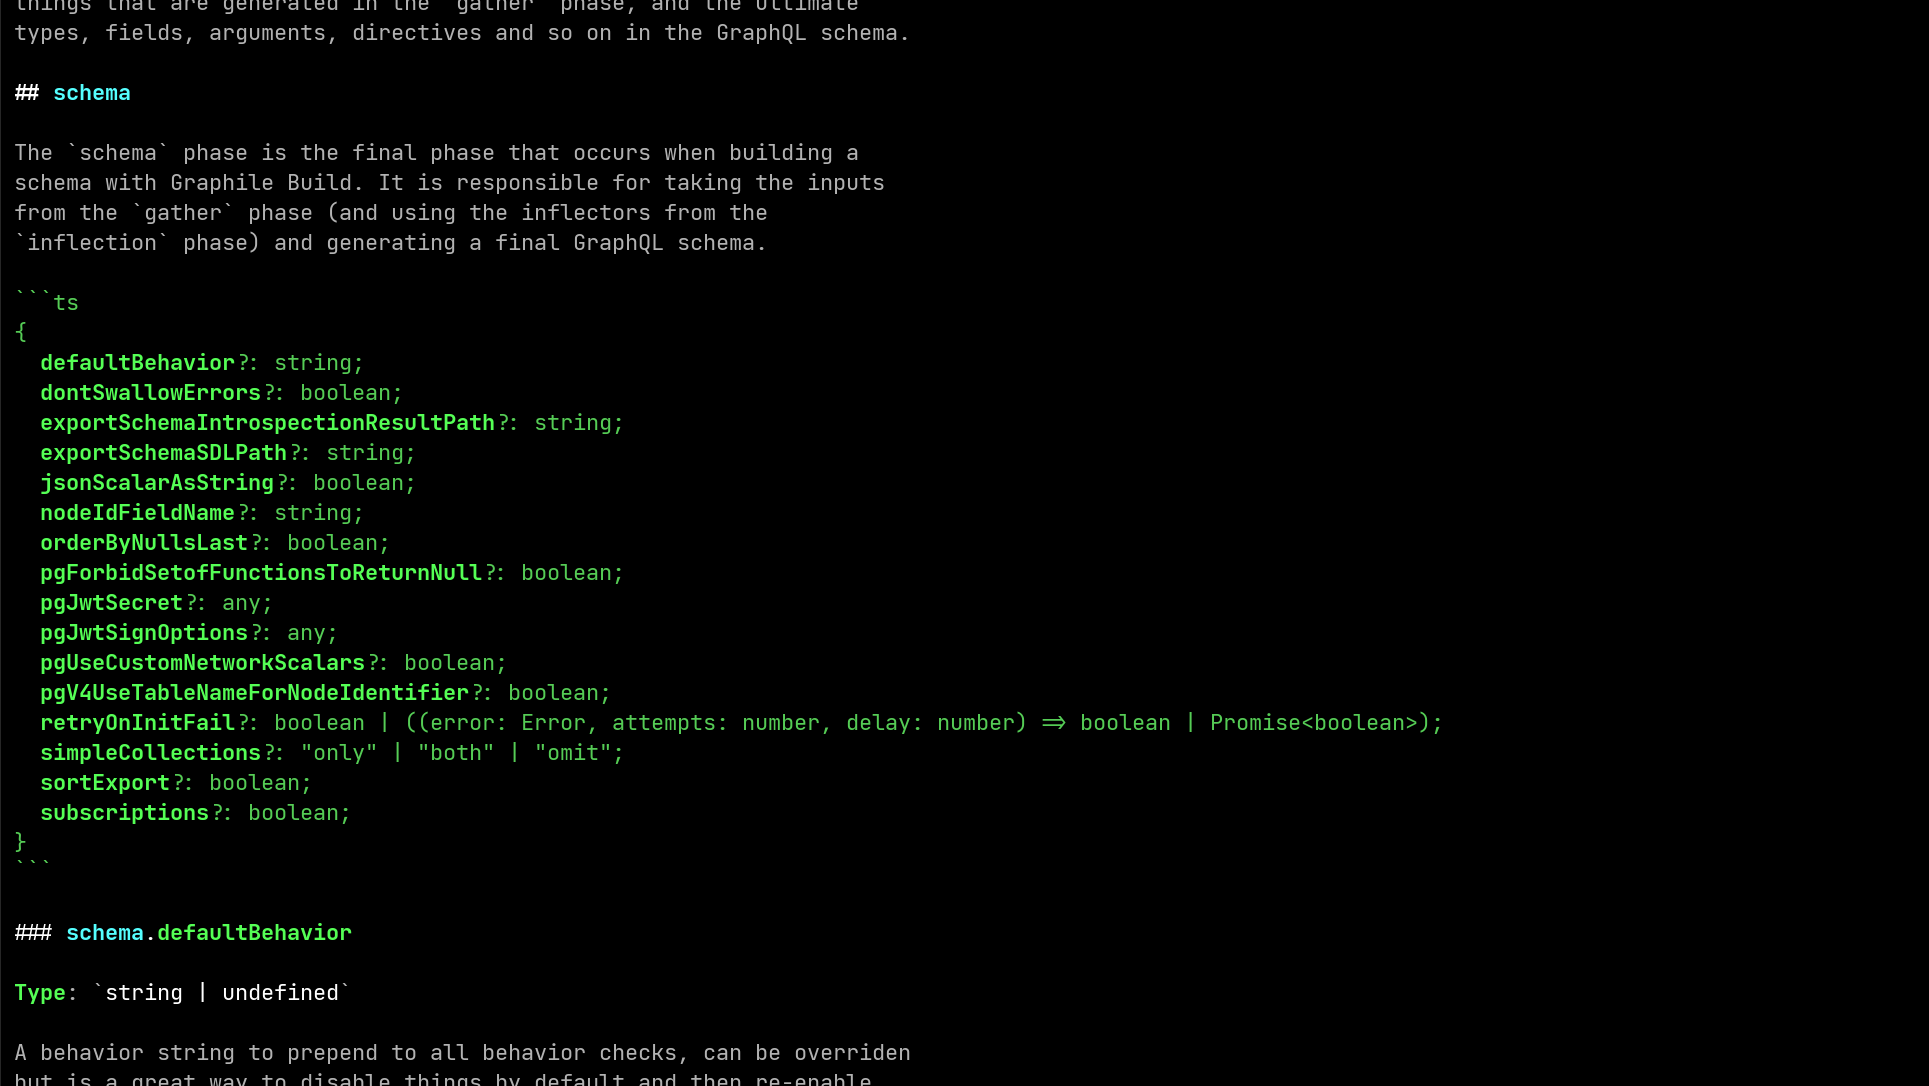 things that are generated in the `gather` phase, and the ultimate
types, fields, arguments, directives and so on in the GraphQL schema.
## schema
The `schema` phase is the final phase that occurs when building a
schema with Graphile Build. It is responsible for taking the inputs
from the `gather` phase (and using the inflectors from the
`inflection` phase) and generating a final GraphQL schema.
```ts
{
  defaultBehavior?: string;
  dontSwallowErrors?: boolean;
  exportSchemaIntrospectionResultPath?: string;
  exportSchemaSDLPath?: string;
  jsonScalarAsString?: boolean;
  nodeIdFieldName?: string;
  orderByNullsLast?: boolean;
  pgForbidSetofFunctionsToReturnNull?: boolean;
  pgJwtSecret?: any;
  pgJwtSignOptions?: any;
  pgUseCustomNetworkScalars?: boolean;
  pgV4UseTableNameForNodeIdentifier?: boolean;
  retryOnInitFail?: boolean | ((error: Error, attempts: number, delay: number) => boolean | Promise<boolean>);
  simpleCollections?: "only" | "both" | "omit";
  sortExport?: boolean;
  subscriptions?: boolean;
}
```
### schema.defaultBehavior
Type: `string | undefined`
A behavior string to prepend to all behavior checks, can be overriden
but is a great way to disable things by default and then re-enable